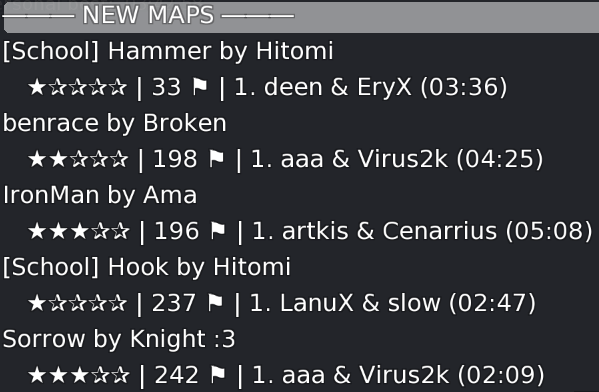 ——— NEW MAPS ———
[School] Hammer by Hitomi
★☆☆☆☆ | 33 ⚑ | 1. deen & EryX (03:36)
benrace by Broken
★★☆☆☆ | 198 ⚑ | 1. aaa & Virus2k (04:25)
IronMan by Ama
★★★☆☆ | 196 ⚑ | 1. artkis & Cenarrius (05:08)
[School] Hook by Hitomi
★☆☆☆☆ | 237 ⚑ | 1. LanuX & slow (02:47)
Sorrow by Knight :3
★★★☆☆ | 242 ⚑ | 1. aaa & Virus2k (02:09)